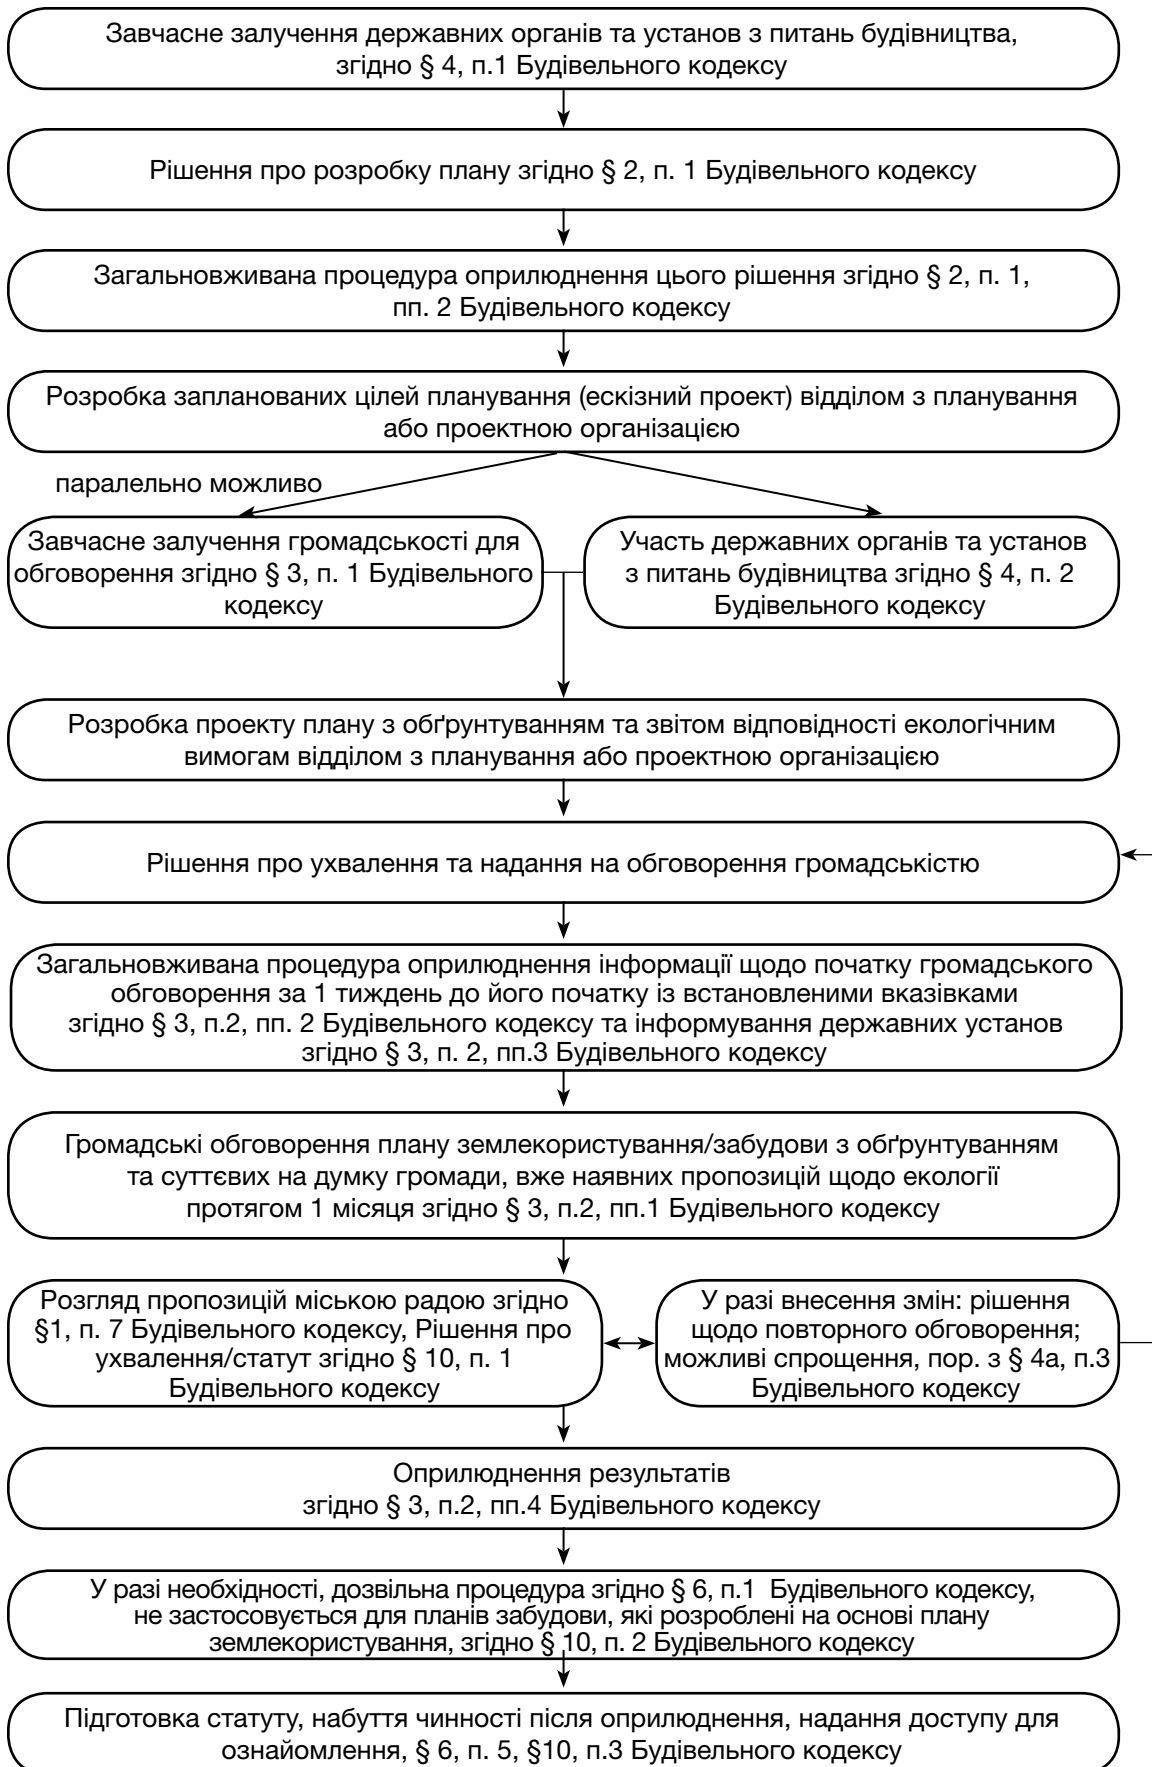 Завчасне залучення державних органів та установ з питань будівництва,
згідно § 4, п.1 Будівельного кодексу
Рішення про розробку плану згідно § 2, п. 1 Будівельного кодексу
Загальновживана процедура оприлюднення цього рішення згідно § 2, п. 1,
пп. 2 Будівельного кодексу
Розробка запланованих цілей планування (ескізний проект) відділом з планування
або проектною організацією
паралельно можливо
Завчасне залучення громадськості для
обговорення згідно § 3, п. 1 Будівельного
кодексу
Участь державних органів та установ
з питань будівництва згідно § 4, п. 2
Будівельного кодексу
Розробка проекту плану з обґрунтуванням та звітом відповідності екологічним
вимогам відділом з планування або проектною організацією
Рішення про ухвалення та надання на обговорення громадськістю
Загальновживана процедура оприлюднення інформації щодо початку громадського
обговорення за 1 тиждень до його початку із встановленими вказівками
згідно § 3, п.2, пп. 2 Будівельного кодексу та інформування державних установ
згідно § 3, п. 2, пп.3 Будівельного кодексу
Громадські обговорення плану землекористування/забудови з обґрунтуванням
та суттєвих на думку громади, вже наявних пропозицій щодо екології
протягом 1 місяця згідно § 3, п.2, пп.1 Будівельного кодексу
Розгляд пропозицій міською радою згідно
§1, п. 7 Будівельного кодексу, Рішення про
ухвалення/статут згідно § 10, п. 1
Будівельного кодексу
У разі внесення змін: рішення
щодо повторного обговорення;
можливі спрощення, пор. з § 4а, п.3
Будівельного кодексу
Оприлюднення результатів
згідно § 3, п.2, пп.4 Будівельного кодексу
У разі необхідності, дозвільна процедура згідно § 6, п.1 Будівельного кодексу,
не застосовується для планів забудови, які розроблені на основі плану
землекористування, згідно § 10, п. 2 Будівельного кодексу
Підготовка статуту, набуття чинності після оприлюднення, надання доступу для
ознайомлення, § 6, п. 5, §10, п.3 Будівельного кодексу